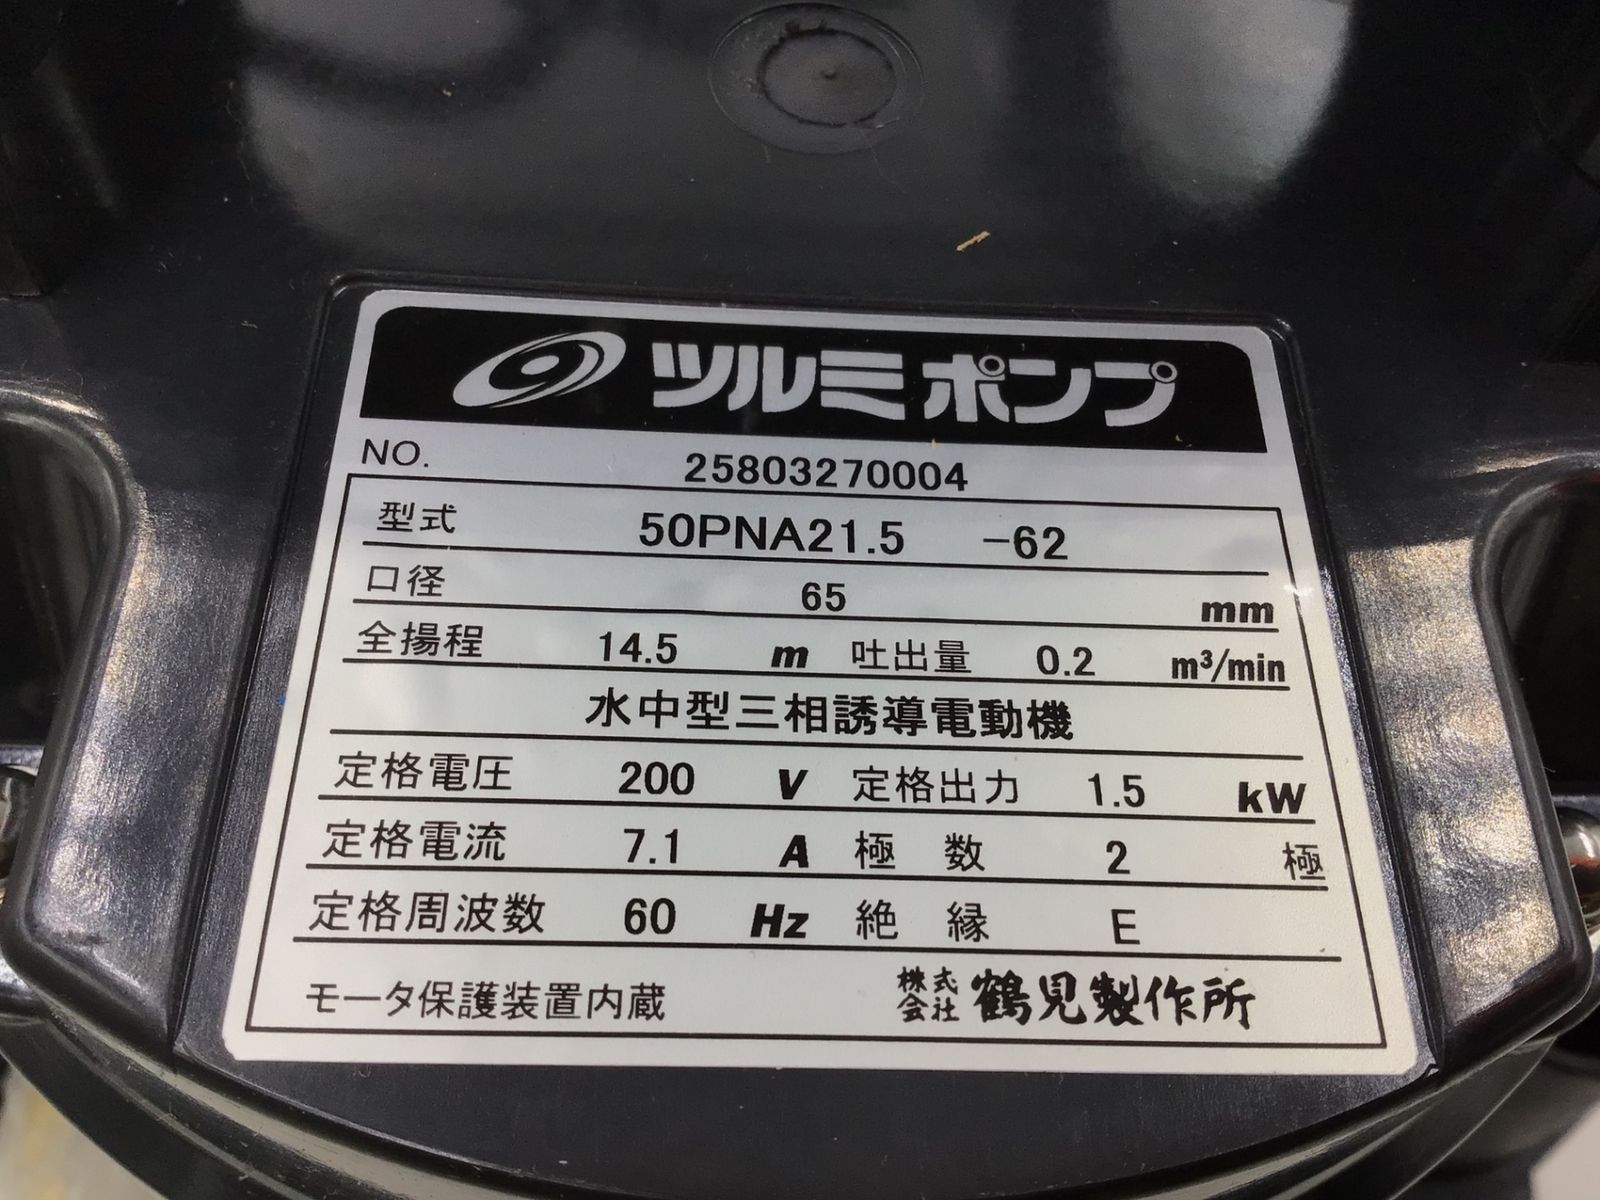 ツルミポンプ
NO. 25803270004
型式 50PNA21.5 -62
口径 65 mm
全揚程 14.5 m 吐出量 0.2 m³/min
水中型三相誘導電動機
定格電圧 200 V 定格出力 1.5 kW
定格電流 7.1 A 極数 2 極
定格周波数 60 Hz 絶縁 E
モータ保護装置内蔵 株式会社 鶴見製作所